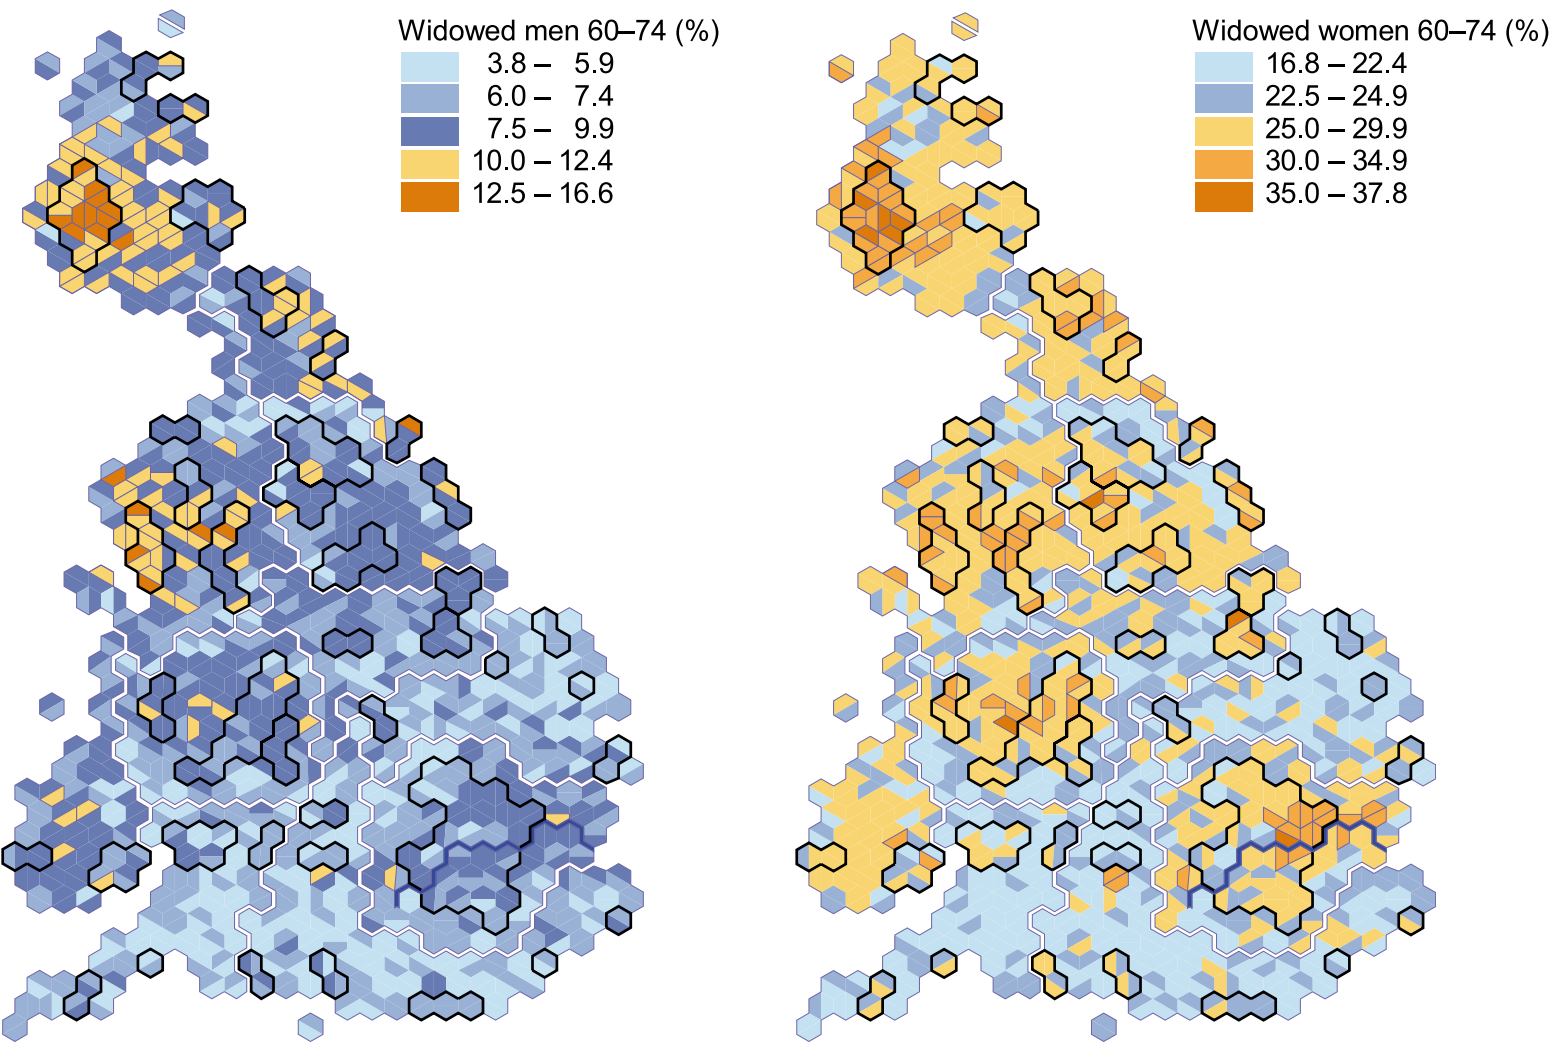 Widowed men 60–74 (%)
3.8 – 5.9
6.0 – 7.4
7.5 – 9.9
10.0 – 12.4
12.5 – 16.6
Widowed women 60–74 (%)
16.8 – 22.4
22.5 – 24.9
25.0 – 29.9
30.0 – 34.9
35.0 – 37.8